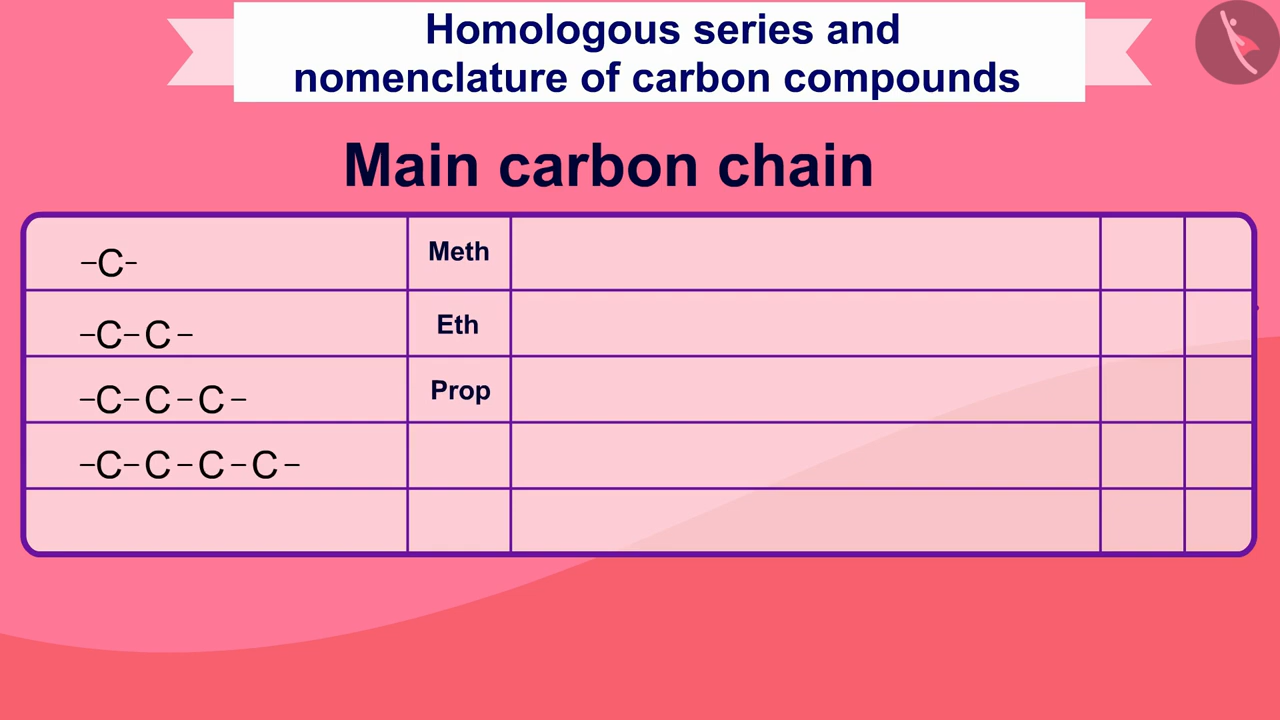 Homologous series and
nomenclature of carbon compounds
Main carbon chain
–C– Meth
–C–C– Eth
–C–C–C– Prop
–C–C–C–C–